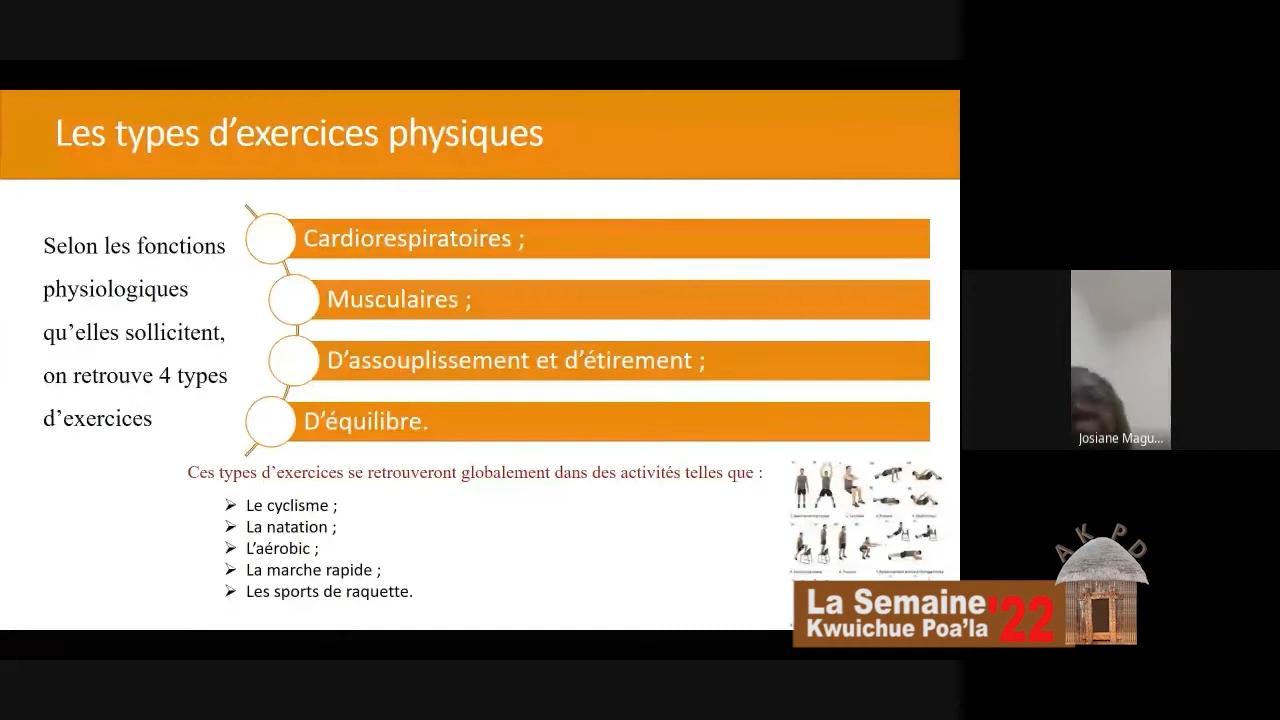 Les types d’exercices physiques
Selon les fonctions
physiologiques
qu’elles sollicitent,
on retrouve 4 types
d’exercices
Cardiorespiratoires ;
Musculaires ;
D’assouplissement et d’étirement ;
D’équilibre.
Ces types d’exercices se retrouveront globalement dans des activités telles que :
Le cyclisme ;
La natation ;
L’aérobic ;
La marche rapide ;
Les sports de raquette.
Josiane Magu...
AKPD
La Semaine'22
Kwuichue Poa’la